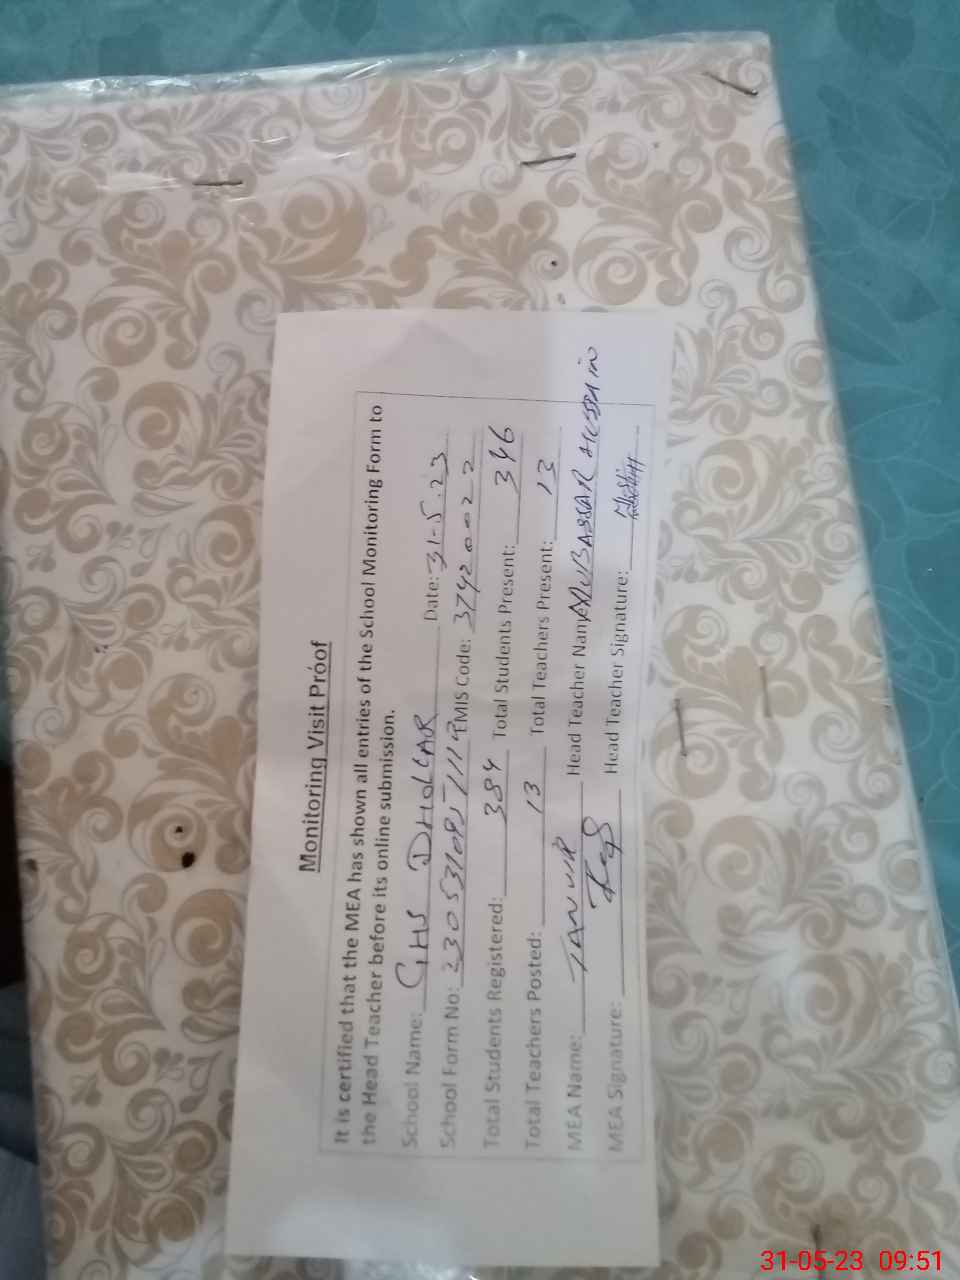 Monitoring Visit Proof
It is certified that the MEA has shown all entries of the School Monitoring Form to
the Head Teacher before its online submission.
School Name: GHS DHULLAR Date: 31.5.23
School Form No: EMIS Code: 37420022
Total Students Registered: 384 Total Students Present: 346
Total Teachers Posted: 13 Total Teachers Present: 13
MEA Name: TANVIR Head Teacher Name: MUBASSAR HUSSAIN
MEA Signature: Head Teacher Signature:
31-05-23 09:51